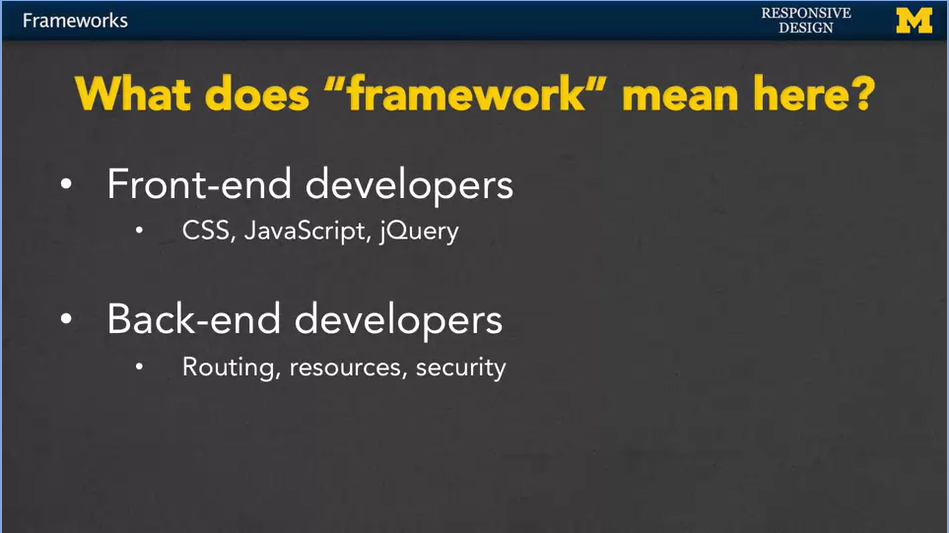 Frameworks
RESPONSIVE
DESIGN
M
What does “framework” mean here?
• Front-end developers
• CSS, JavaScript, jQuery
• Back-end developers
• Routing, resources, security